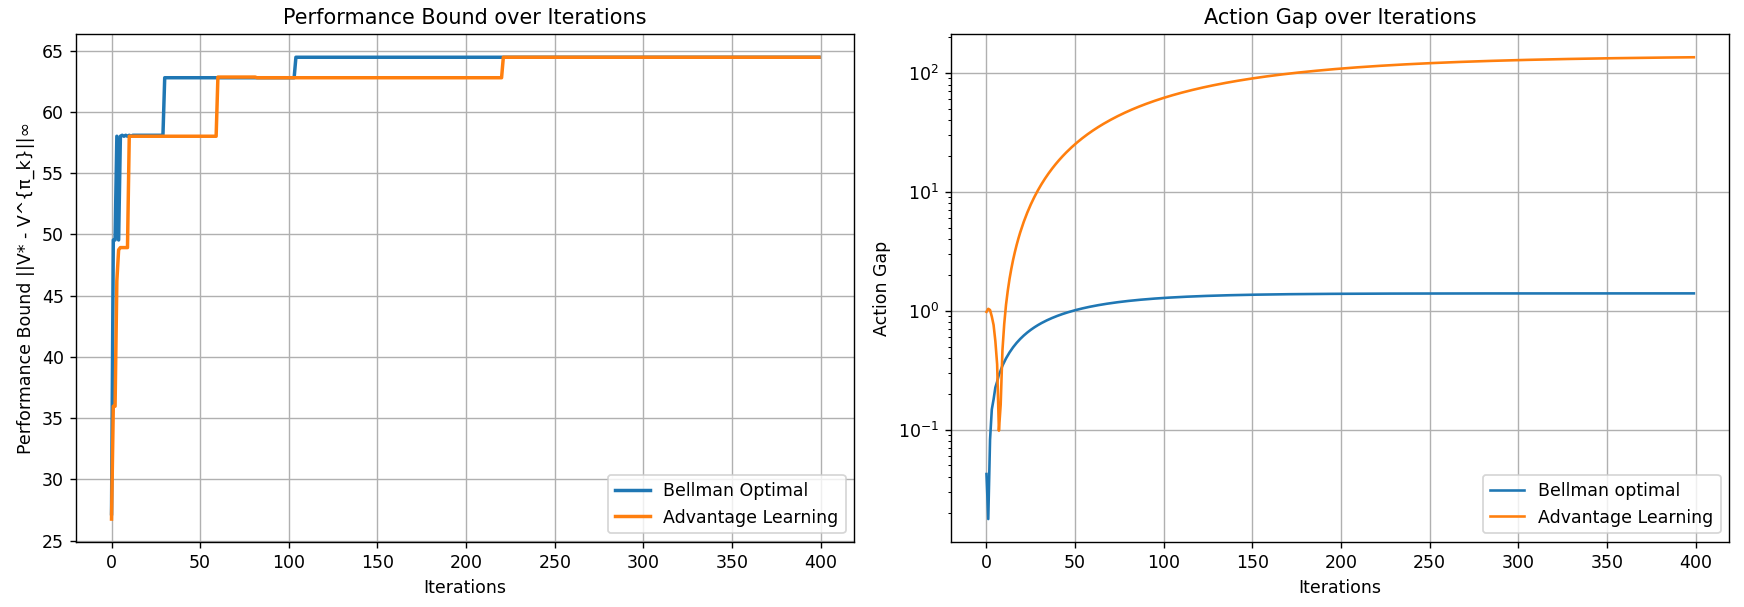 Performance Bound over Iterations
Performance Bound ||V* - V^{π_k}||∞
65
60
55
50
45
40
35
30
25
0 50 100 150 200 250 300 350 400
Iterations
Bellman Optimal
Advantage Learning
Action Gap over Iterations
Action Gap
10²
10¹
10⁰
10⁻¹
0 50 100 150 200 250 300 350 400
Iterations
Bellman optimal
Advantage Learning